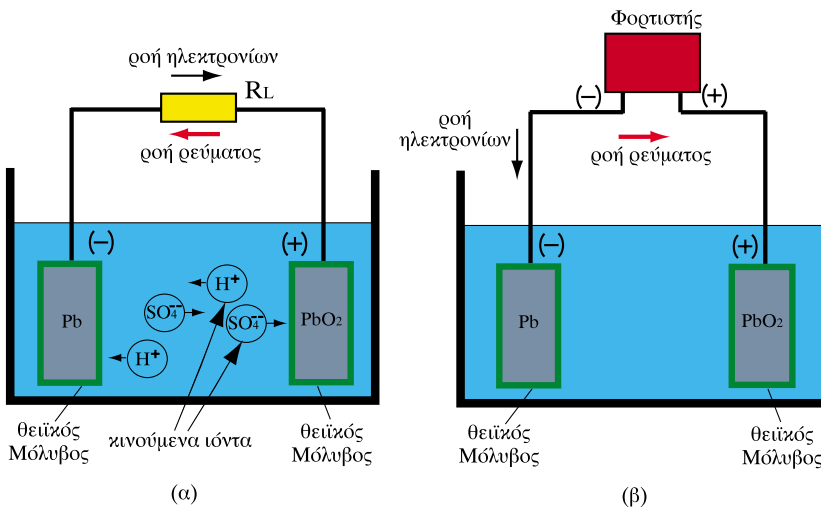 ροή ηλεκτρονίων
RL
ροή ρεύματος
(−)
(+)
H+
SO4−−
SO4−−
H+
Pb
PbO2
θειϊκός
Μόλυβος
κινούμενα ιόντα
θειϊκός
Μόλυβος
(α)
Φορτιστής
(−)
(+)
ροή
ηλεκτρονίων
ροή ρεύματος
(−)
(+)
Pb
PbO2
θειϊκός
Μόλυβος
θειϊκός
Μόλυβος
(β)